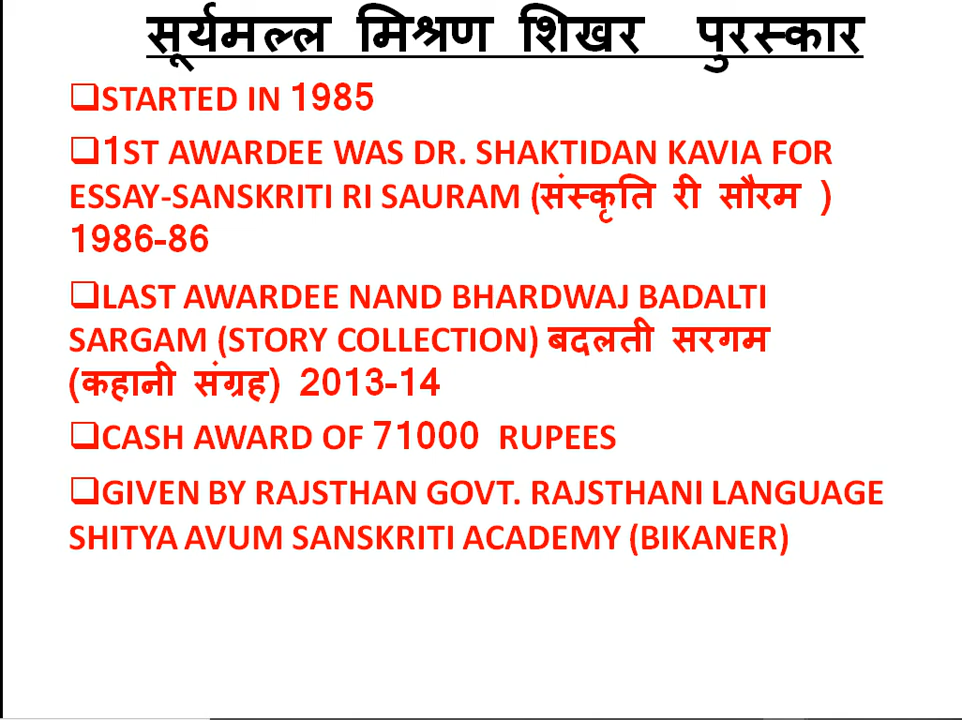 सूर्यमल्ल मिश्रण शिखर पुरस्कार
❑STARTED IN 1985
❑1ST AWARDEE WAS DR. SHAKTIDAN KAVIA FOR
ESSAY-SANSKRITI RI SAURAM (संस्कृति री सौरम )
1986-86
❑LAST AWARDEE NAND BHARDWAJ BADALTI
SARGAM (STORY COLLECTION) बदलती सरगम
(कहानी संग्रह) 2013-14
❑CASH AWARD OF 71000 RUPEES
❑GIVEN BY RAJSTHAN GOVT. RAJSTHANI LANGUAGE
SHITYA AVUM SANSKRITI ACADEMY (BIKANER)